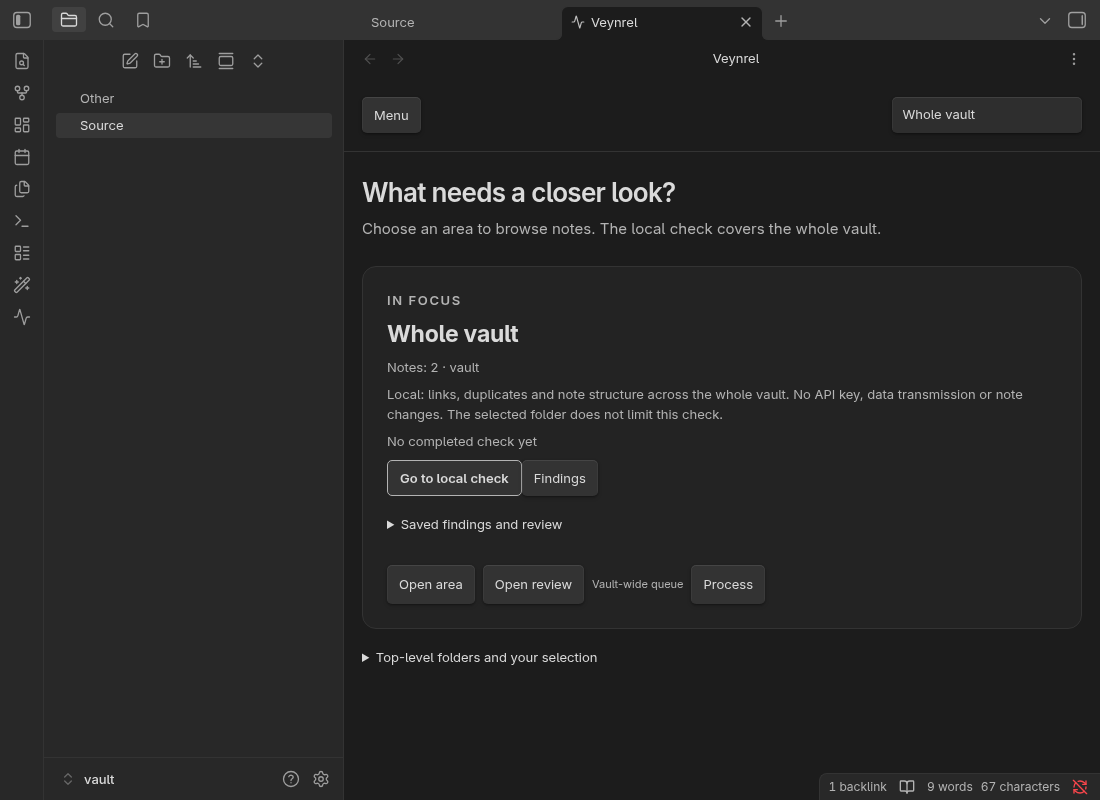 Source
Veynrel
Other
Source
Veynrel
Menu
Whole vault
What needs a closer look?
Choose an area to browse notes. The local check covers the whole vault.
IN FOCUS
Whole vault
Notes: 2 · vault
Local: links, duplicates and note structure across the whole vault. No API key, data transmission or note
changes. The selected folder does not limit this check.
No completed check yet
Go to local check
Findings
Saved findings and review
Open area
Open review
Vault-wide queue
Process
Top-level folders and your selection
vault
1 backlink
9 words
67 characters